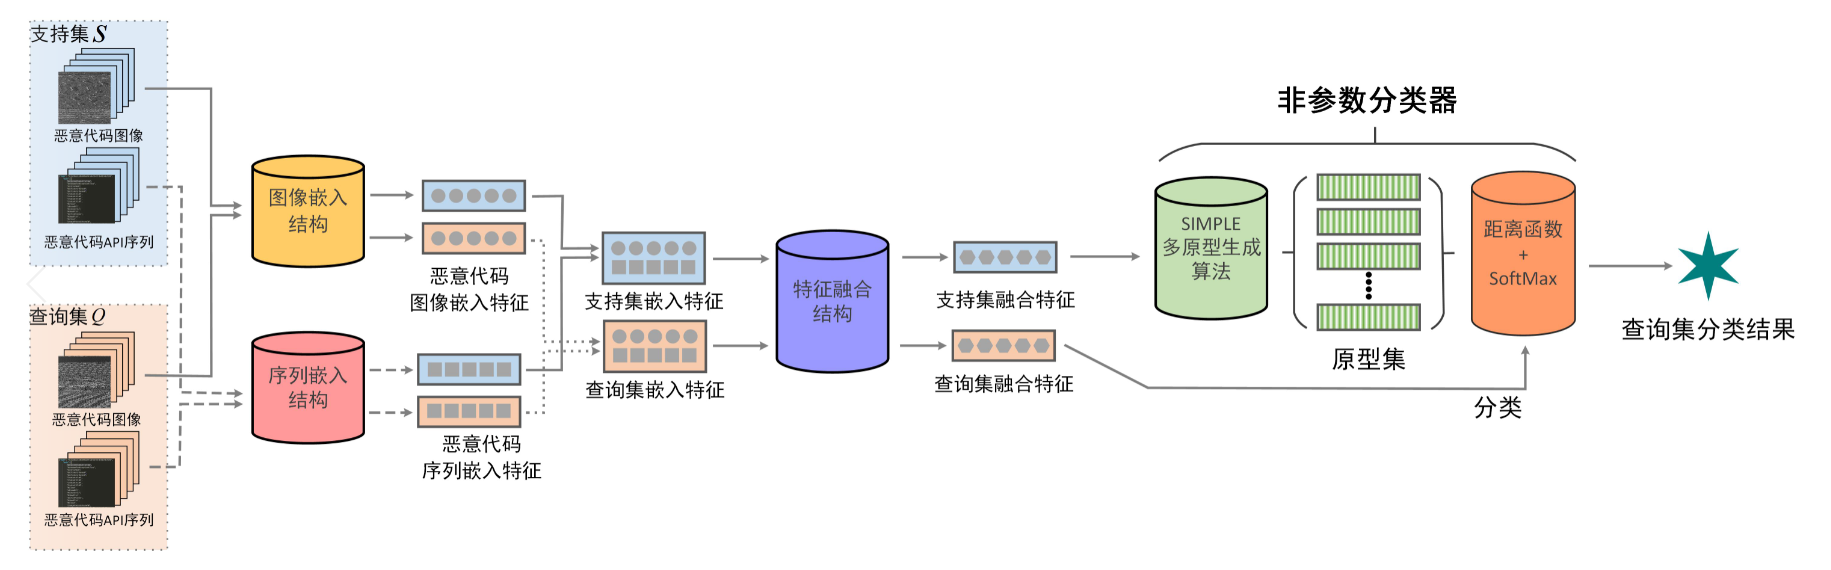 支持集 S
恶意代码图像
恶意代码API序列
查询集 Q
恶意代码图像
恶意代码API序列
图像嵌入
结构
序列嵌入
结构
恶意代码
图像嵌入特征
恶意代码
序列嵌入特征
支持集嵌入特征
查询集嵌入特征
特征融合
结构
支持集融合特征
查询集融合特征
非参数分类器
SIMPLE
多原型生成
算法
原型集
距离函数
+
SoftMax
分类
查询集分类结果